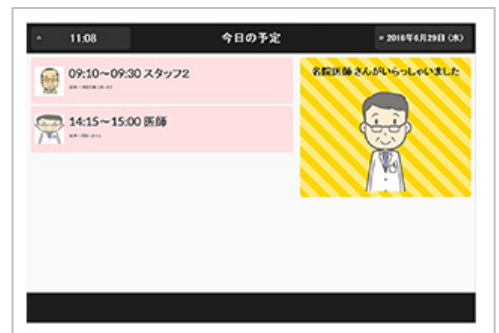 11:08
今日の予定
2016年6月29日(水)
09:10～09:30 スタッフ2
14:15～15:00 医師
名院医師 さんがいらっしゃいました